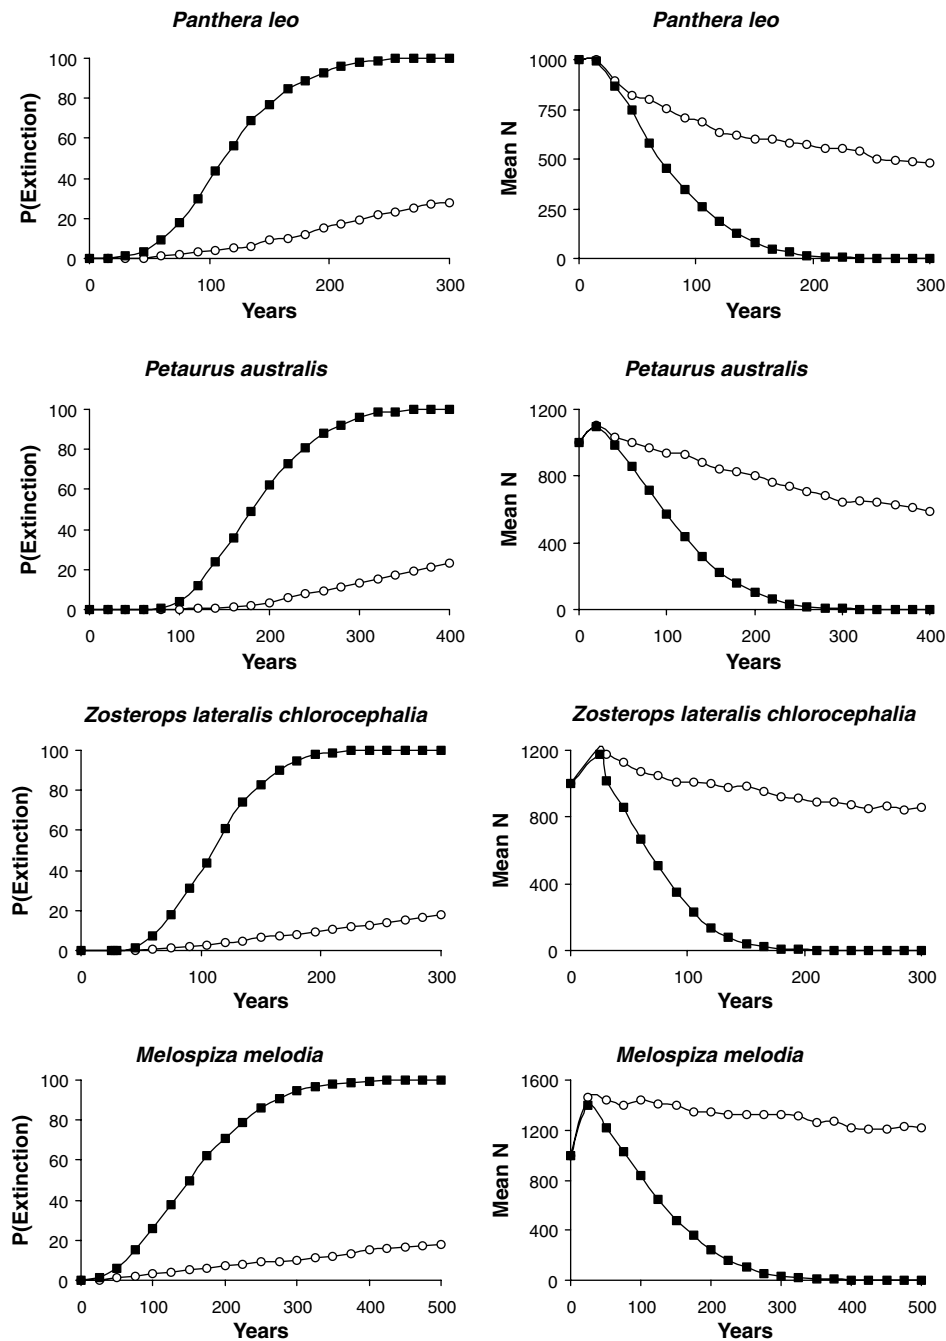 Panthera leo
P(Extinction)
100
80
60
40
20
0
0 100 200 300
Years
Panthera leo
Mean N
1000
750
500
250
0
0 100 200 300
Years
Petaurus australis
P(Extinction)
100
80
60
40
20
0
0 100 200 300 400
Years
Petaurus australis
Mean N
1200
800
400
0
0 100 200 300 400
Years
Zosterops lateralis chlorocephalia
P(Extinction)
100
80
60
40
20
0
0 100 200 300
Years
Zosterops lateralis chlorocephalia
Mean N
1200
800
400
0
0 100 200 300
Years
Melospiza melodia
P(Extinction)
100
80
60
40
20
0
0 100 200 300 400 500
Years
Melospiza melodia
Mean N
1600
1200
800
400
0
0 100 200 300 400 500
Years